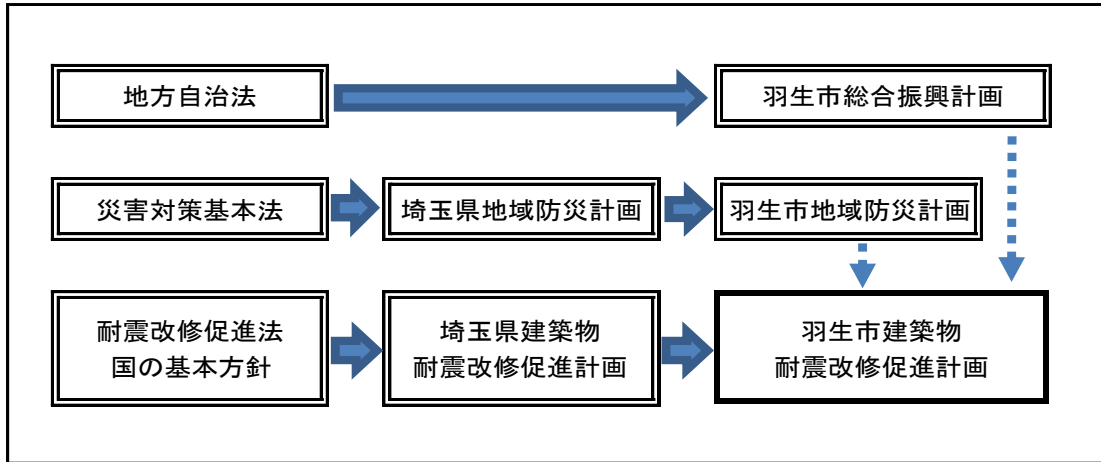 地方自治法
羽生市総合振興計画
災害対策基本法
埼玉県地域防災計画
羽生市地域防災計画
耐震改修促進法
国の基本方針
埼玉県建築物
耐震改修促進計画
羽生市建築物
耐震改修促進計画